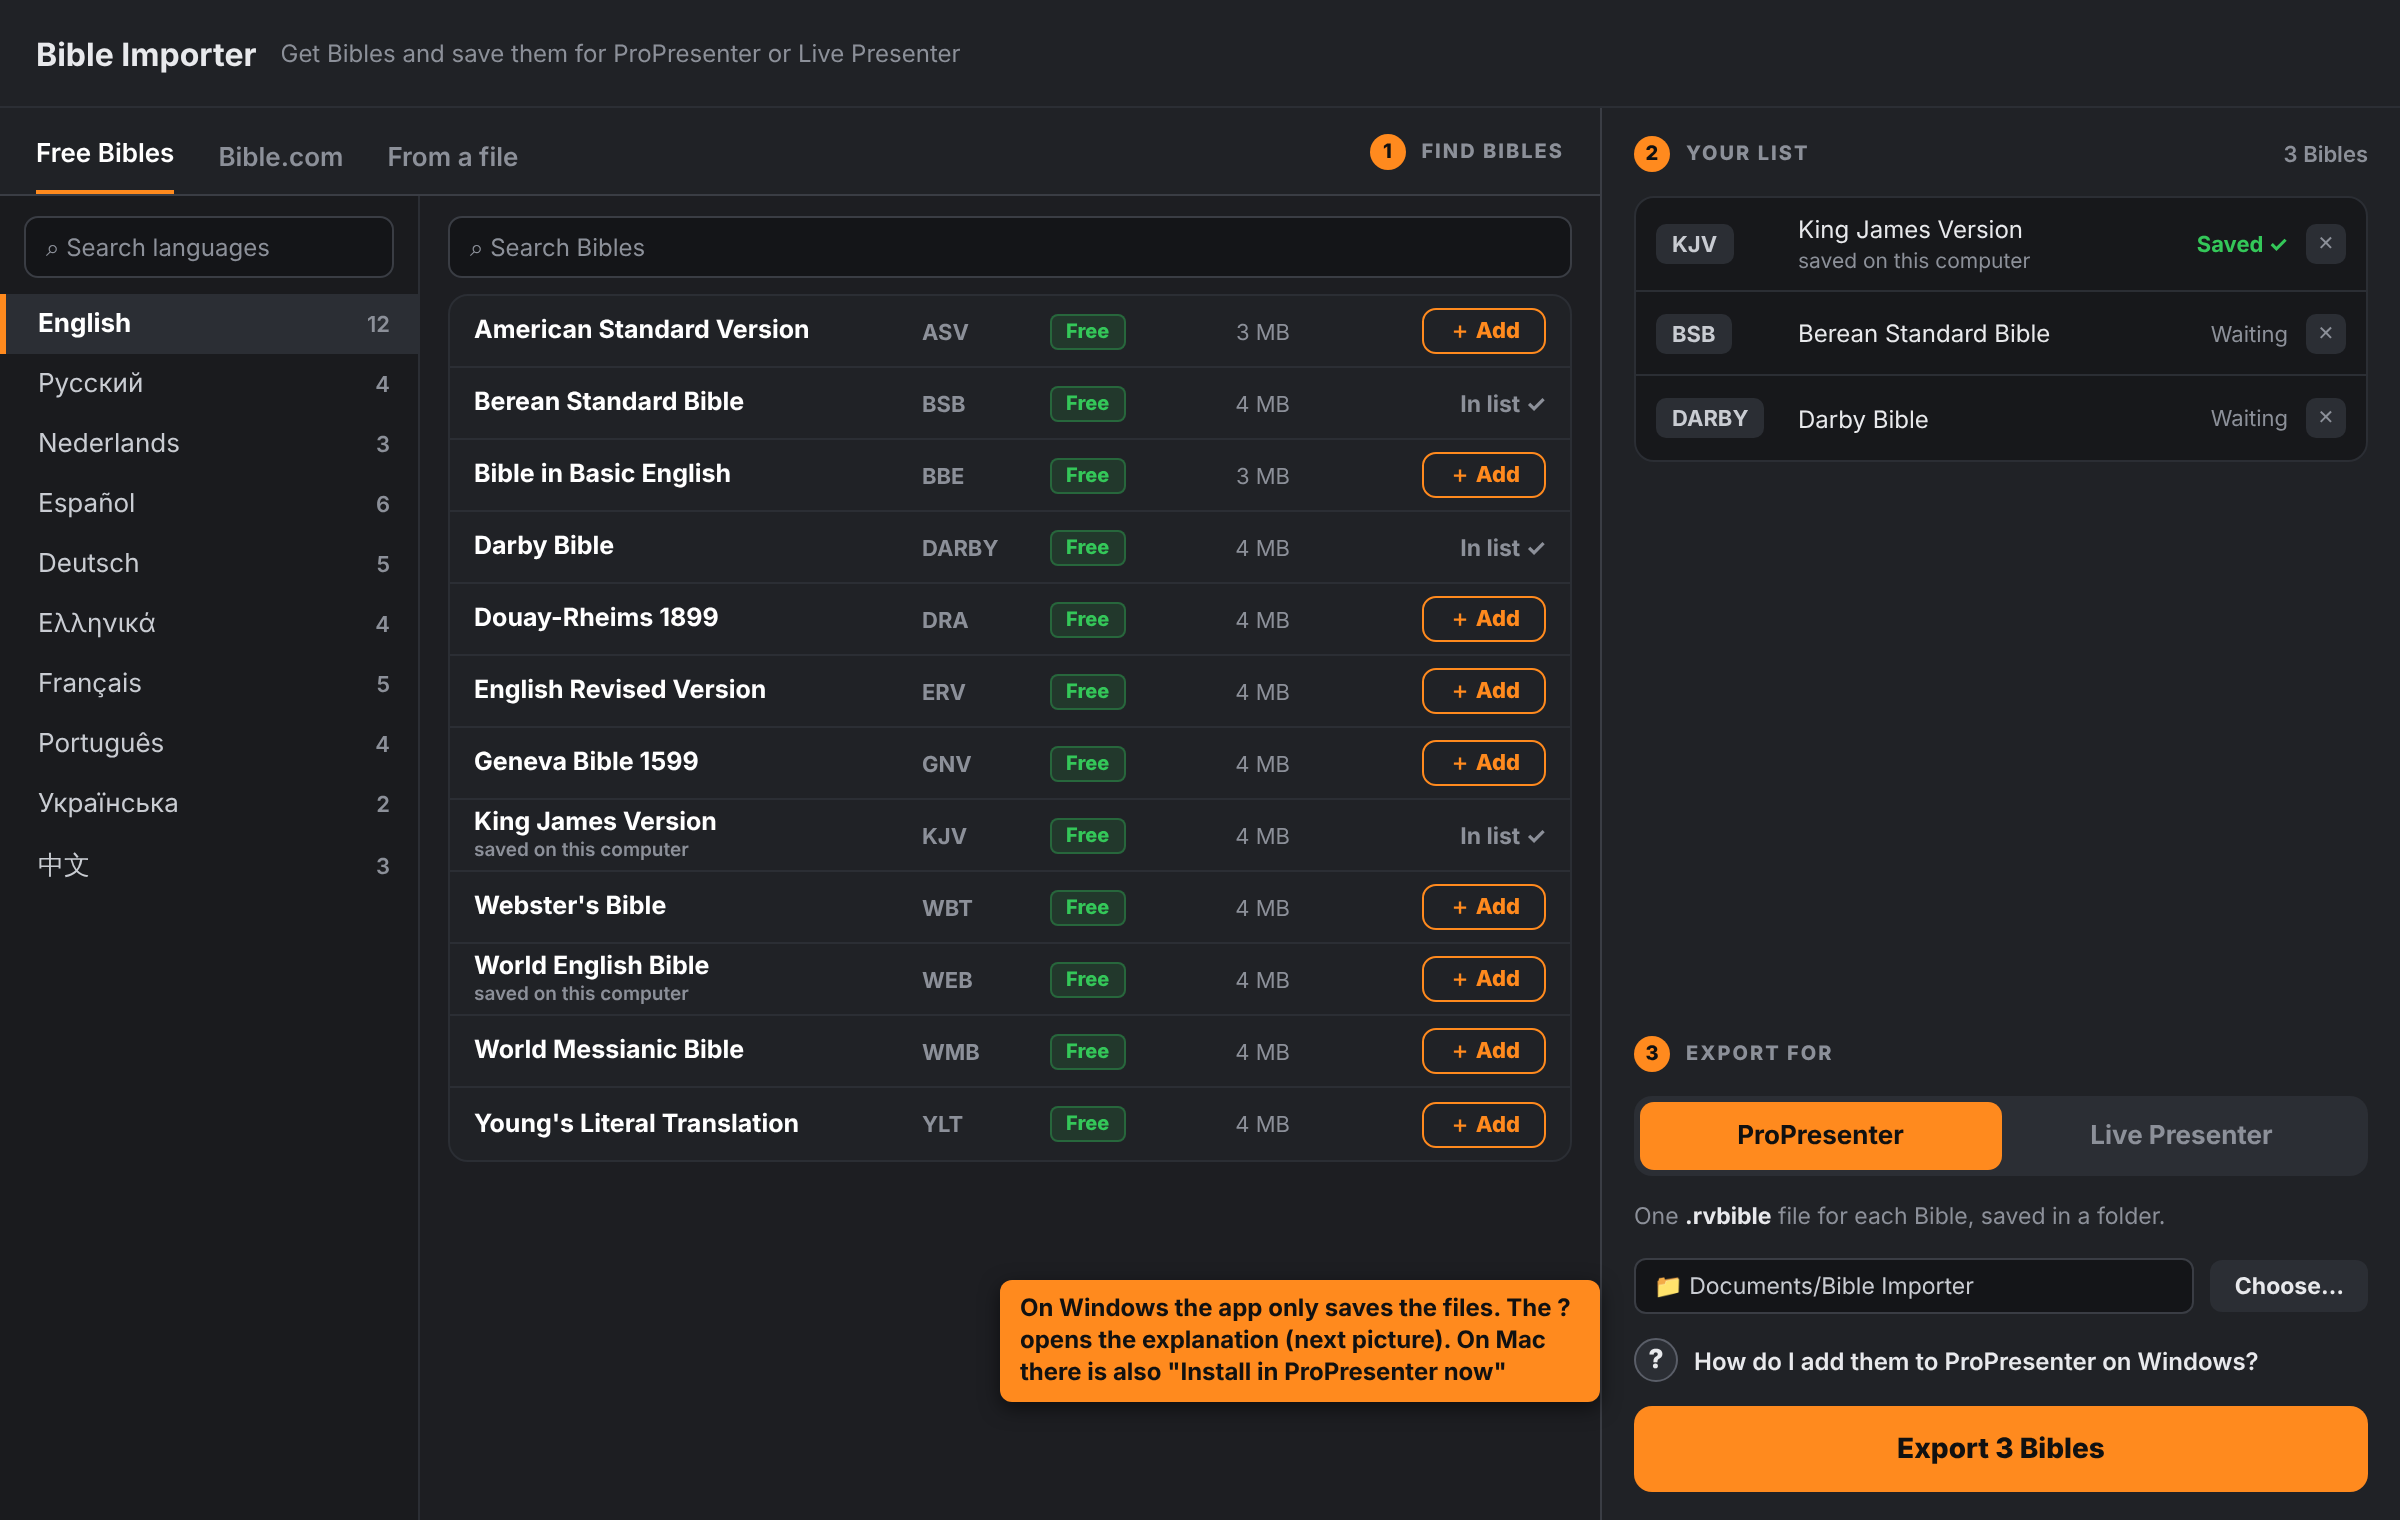 Bible Importer Get Bibles and save them for ProPresenter or Live Presenter
Free Bibles Bible.com From a file 1 FIND BIBLES
Search languages
English 12
Русский 4
Nederlands 3
Español 6
Deutsch 5
Ελληνικά 4
Français 5
Português 4
Українська 2
中文 3
Search Bibles
American Standard Version ASV Free 3 MB + Add
Berean Standard Bible BSB Free 4 MB In list ✓
Bible in Basic English BBE Free 3 MB + Add
Darby Bible DARBY Free 4 MB In list ✓
Douay-Rheims 1899 DRA Free 4 MB + Add
English Revised Version ERV Free 4 MB + Add
Geneva Bible 1599 GNV Free 4 MB + Add
King James Version KJV Free 4 MB In list ✓
saved on this computer
Webster's Bible WBT Free 4 MB + Add
World English Bible WEB Free 4 MB + Add
saved on this computer
World Messianic Bible WMB Free 4 MB + Add
Young's Literal Translation YLT Free 4 MB + Add
On Windows the app only saves the files. The ?
opens the explanation (next picture). On Mac
there is also "Install in ProPresenter now"
2 YOUR LIST 3 Bibles
KJV King James Version Saved ✓ ×
saved on this computer
BSB Berean Standard Bible Waiting ×
DARBY Darby Bible Waiting ×
3 EXPORT FOR
ProPresenter Live Presenter
One .rvbible file for each Bible, saved in a folder.
Documents/Bible Importer Choose...
? How do I add them to ProPresenter on Windows?
Export 3 Bibles